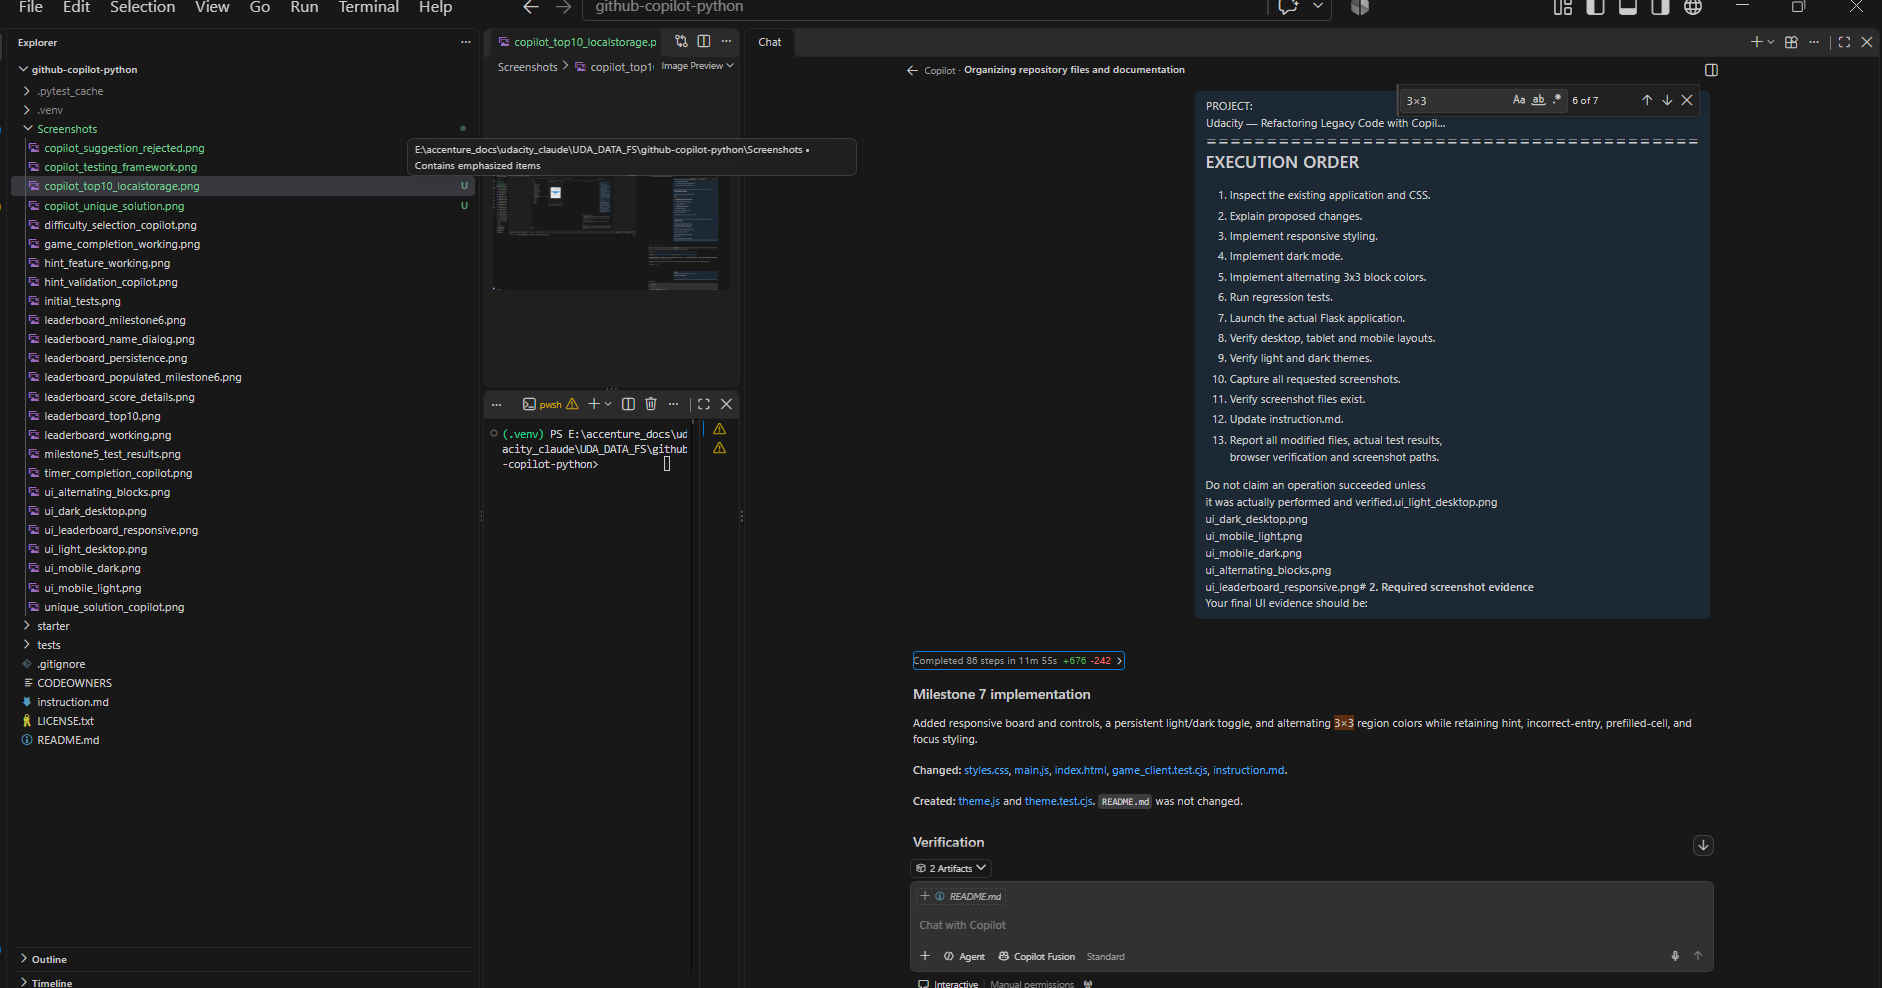 File Edit Selection View Go Run Terminal Help
github-copilot-python
Explorer
github-copilot-python
.pytest_cache
.venv
Screenshots
copilot_suggestion_rejected.png
copilot_testing_framework.png
copilot_top10_localstorage.png U
copilot_unique_solution.png U
difficulty_selection_copilot.png
game_completion_working.png
hint_feature_working.png
hint_validation_copilot.png
initial_tests.png
leaderboard_milestone6.png
leaderboard_name_dialog.png
leaderboard_persistence.png
leaderboard_populated_milestone6.png
leaderboard_score_details.png
leaderboard_top10.png
leaderboard_working.png
milestone5_test_results.png
timer_completion_copilot.png
ui_alternating_blocks.png
ui_dark_desktop.png
ui_leaderboard_responsive.png
ui_light_desktop.png
ui_mobile_dark.png
ui_mobile_light.png
unique_solution_copilot.png
starter
tests
.gitignore
CODEOWNERS
instruction.md
LICENSE.txt
README.md
Outline
Timeline
copilot_top10_localstorage.p
Screenshots > copilot_top1 Image Preview
E:\accenture_docs\udacity_claude\UDA_DATA_FS\github-copilot-python\Screenshots •
Contains emphasized items
pwsh
(.venv) PS E:\accenture_docs\ud
acity_claude\UDA_DATA_FS\github
-copilot-python>
Chat
Copilot · Organizing repository files and documentation
3×3 Aa ab .* 6 of 7
PROJECT:
Udacity — Refactoring Legacy Code with Copil...
==================================================
EXECUTION ORDER
1. Inspect the existing application and CSS.
2. Explain proposed changes.
3. Implement responsive styling.
4. Implement dark mode.
5. Implement alternating 3x3 block colors.
6. Run regression tests.
7. Launch the actual Flask application.
8. Verify desktop, tablet and mobile layouts.
9. Verify light and dark themes.
10. Capture all requested screenshots.
11. Verify screenshot files exist.
12. Update instruction.md.
13. Report all modified files, actual test results,
browser verification and screenshot paths.
Do not claim an operation succeeded unless
it was actually performed and verified.ui_light_desktop.png
ui_dark_desktop.png
ui_mobile_light.png
ui_mobile_dark.png
ui_alternating_blocks.png
ui_leaderboard_responsive.png# 2. Required screenshot evidence
Your final UI evidence should be:
Completed 86 steps in 11m 55s +676 -242 >
Milestone 7 implementation
Added responsive board and controls, a persistent light/dark toggle, and alternating 3×3 region colors while retaining hint, incorrect-entry, prefilled-cell, and
focus styling.
Changed: styles.css, main.js, index.html, game_client.test.cjs, instruction.md.
Created: theme.js and theme.test.cjs. README.md was not changed.
Verification
2 Artifacts
README.md
Chat with Copilot
Agent Copilot Fusion Standard
Interactive Manual permissions